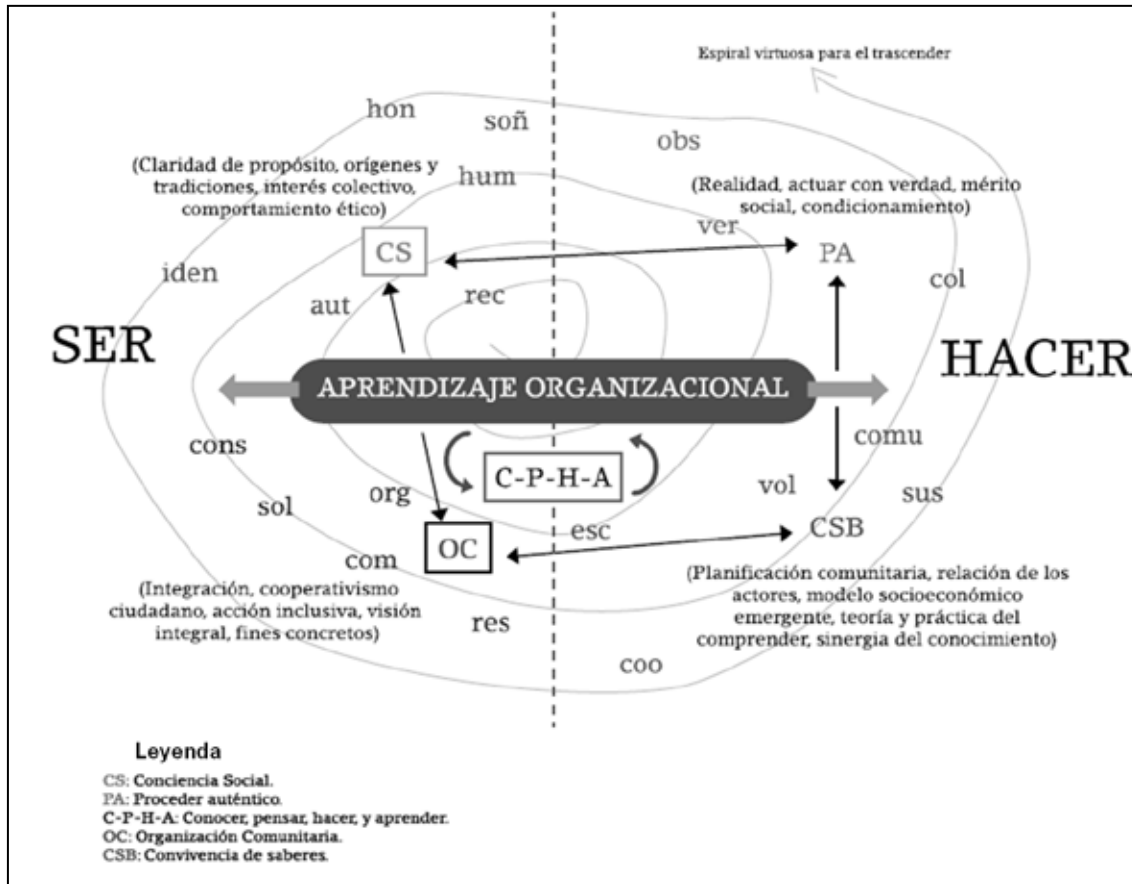 Espiral virtuosa para el trascender
hon
soñ
obs
(Claridad de propósito, orígenes y
tradiciones, interés colectivo,
comportamiento ético)
hum
(Realidad, actuar con verdad, mérito
social, condicionamiento)
ver
CS
PA
iden
aut
rec
col
SER
HACER
APRENDIZAJE ORGANIZACIONAL
cons
comu
C-P-H-A
org
vol
sus
sol
esc
OC
CSB
com
(Integración, cooperativismo
ciudadano, acción inclusiva, visión
integral, fines concretos)
(Planificación comunitaria, relación de los
actores, modelo socioeconómico
emergente, teoría y práctica del
comprender, sinergia del conocimiento)
res
coo
Leyenda
CS: Conciencia Social.
PA: Proceder auténtico.
C-P-H-A: Conocer, pensar, hacer, y aprender.
OC: Organización Comunitaria.
CSB: Convivencia de saberes.